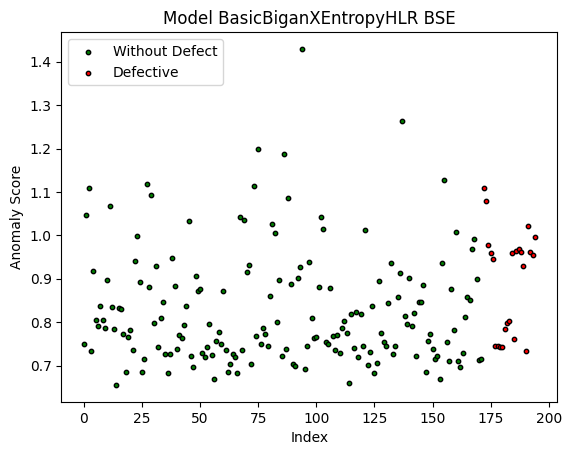 Model BasicBiganXEntropyHLR BSE
Without Defect
Defective
Anomaly Score
1.4
1.3
1.2
1.1
1.0
0.9
0.8
0.7
0 25 50 75 100 125 150 175 200
Index